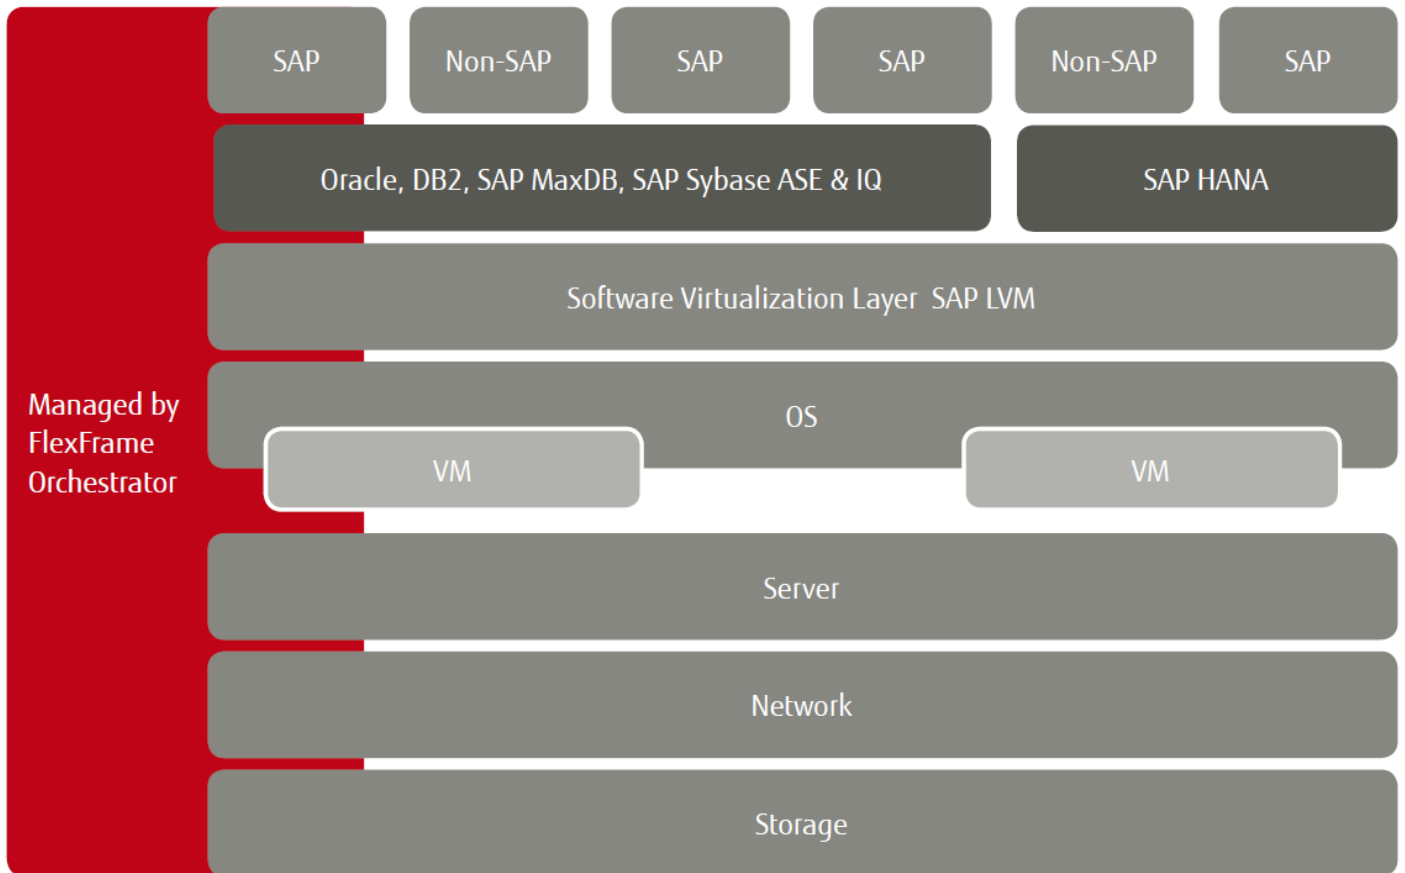 SAP
Non-SAP
SAP
SAP
Non-SAP
SAP
Oracle, DB2, SAP MaxDB, SAP Sybase ASE & IQ
SAP HANA
Software Virtualization Layer  SAP LVM
Managed by
FlexFrame
Orchestrator
OS
VM
VM
Server
Network
Storage